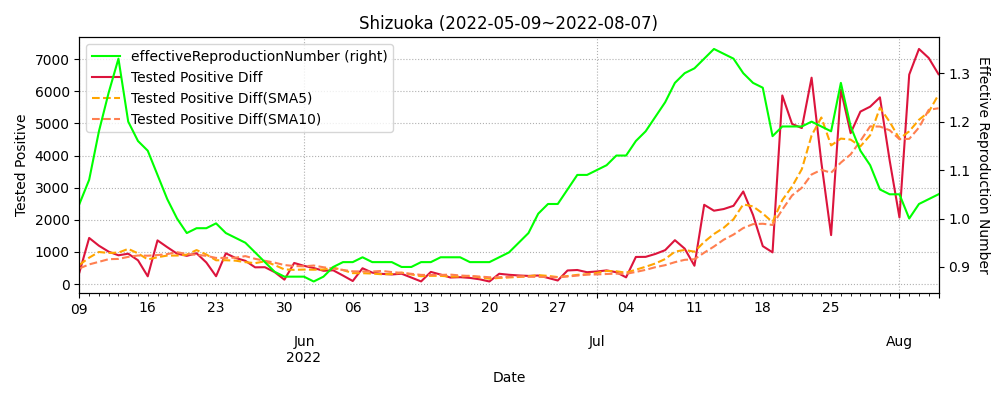 Shizuoka (2022-05-09~2022-08-07)
effectiveReproductionNumber (right)
Tested Positive Diff
Tested Positive Diff(SMA5)
Tested Positive Diff(SMA10)
Tested Positive
7000
6000
5000
4000
3000
2000
1000
0
Effective Reproduction Number
1.3
1.2
1.1
1.0
0.9
09 16 23 30 06 13 20 27 04 11 18 25
Jun Jul Aug
2022
Date